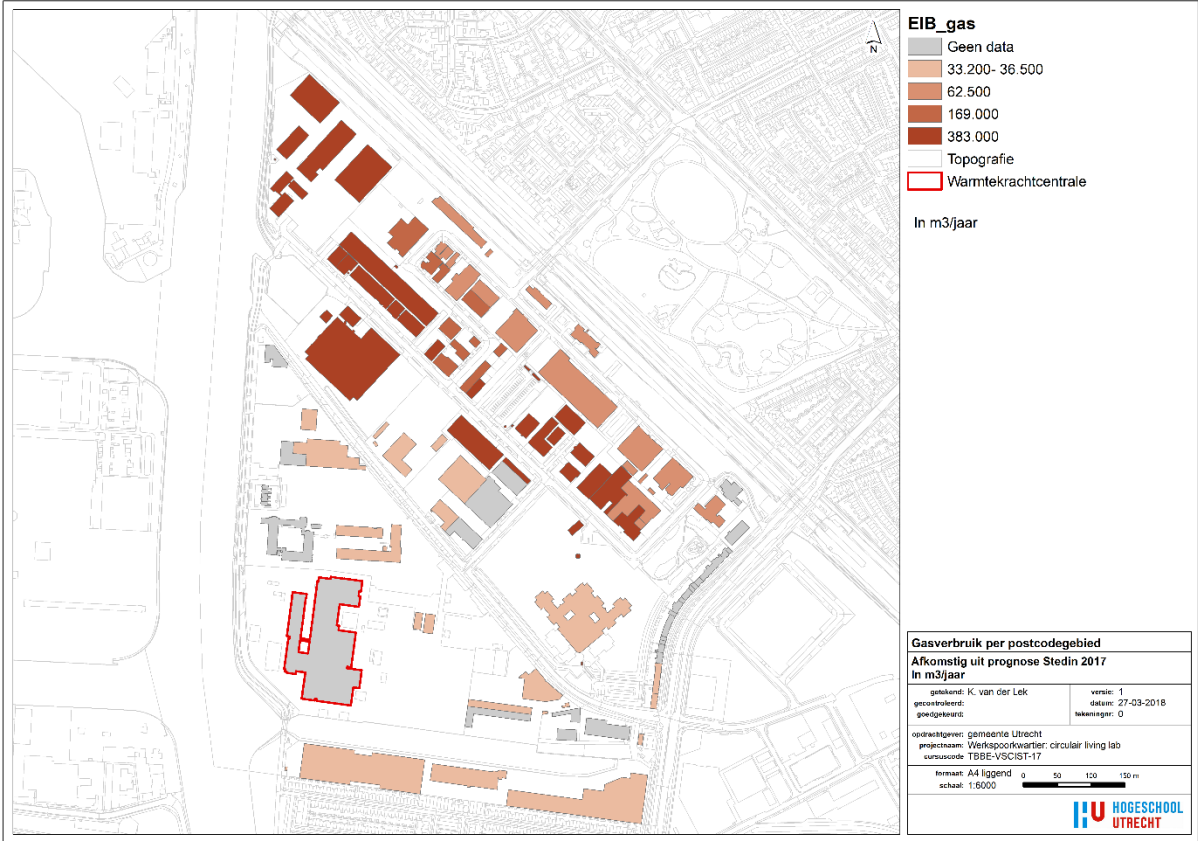 N
EIB_gas
Geen data
33.200- 36.500
62.500
169.000
383.000
Topografie
Warmtekrachtcentrale
In m3/jaar
Gasverbruik per postcodegebied
Afkomstig uit prognose Stedin 2017
In m3/jaar
getekend: K. van der Lek
versie: 1
gecontroleerd:
datum: 27-03-2018
goedgekeurd:
tekeningnr: 0
opdrachtgever: gemeente Utrecht
projectnaam: Werkspoorkwartier: circulair living lab
cursuscode TBBE-VSCIST-17
formaat: A4 liggend
0 50 100 150 m
schaal: 1:6000
HU HOGESCHOOL
UTRECHT